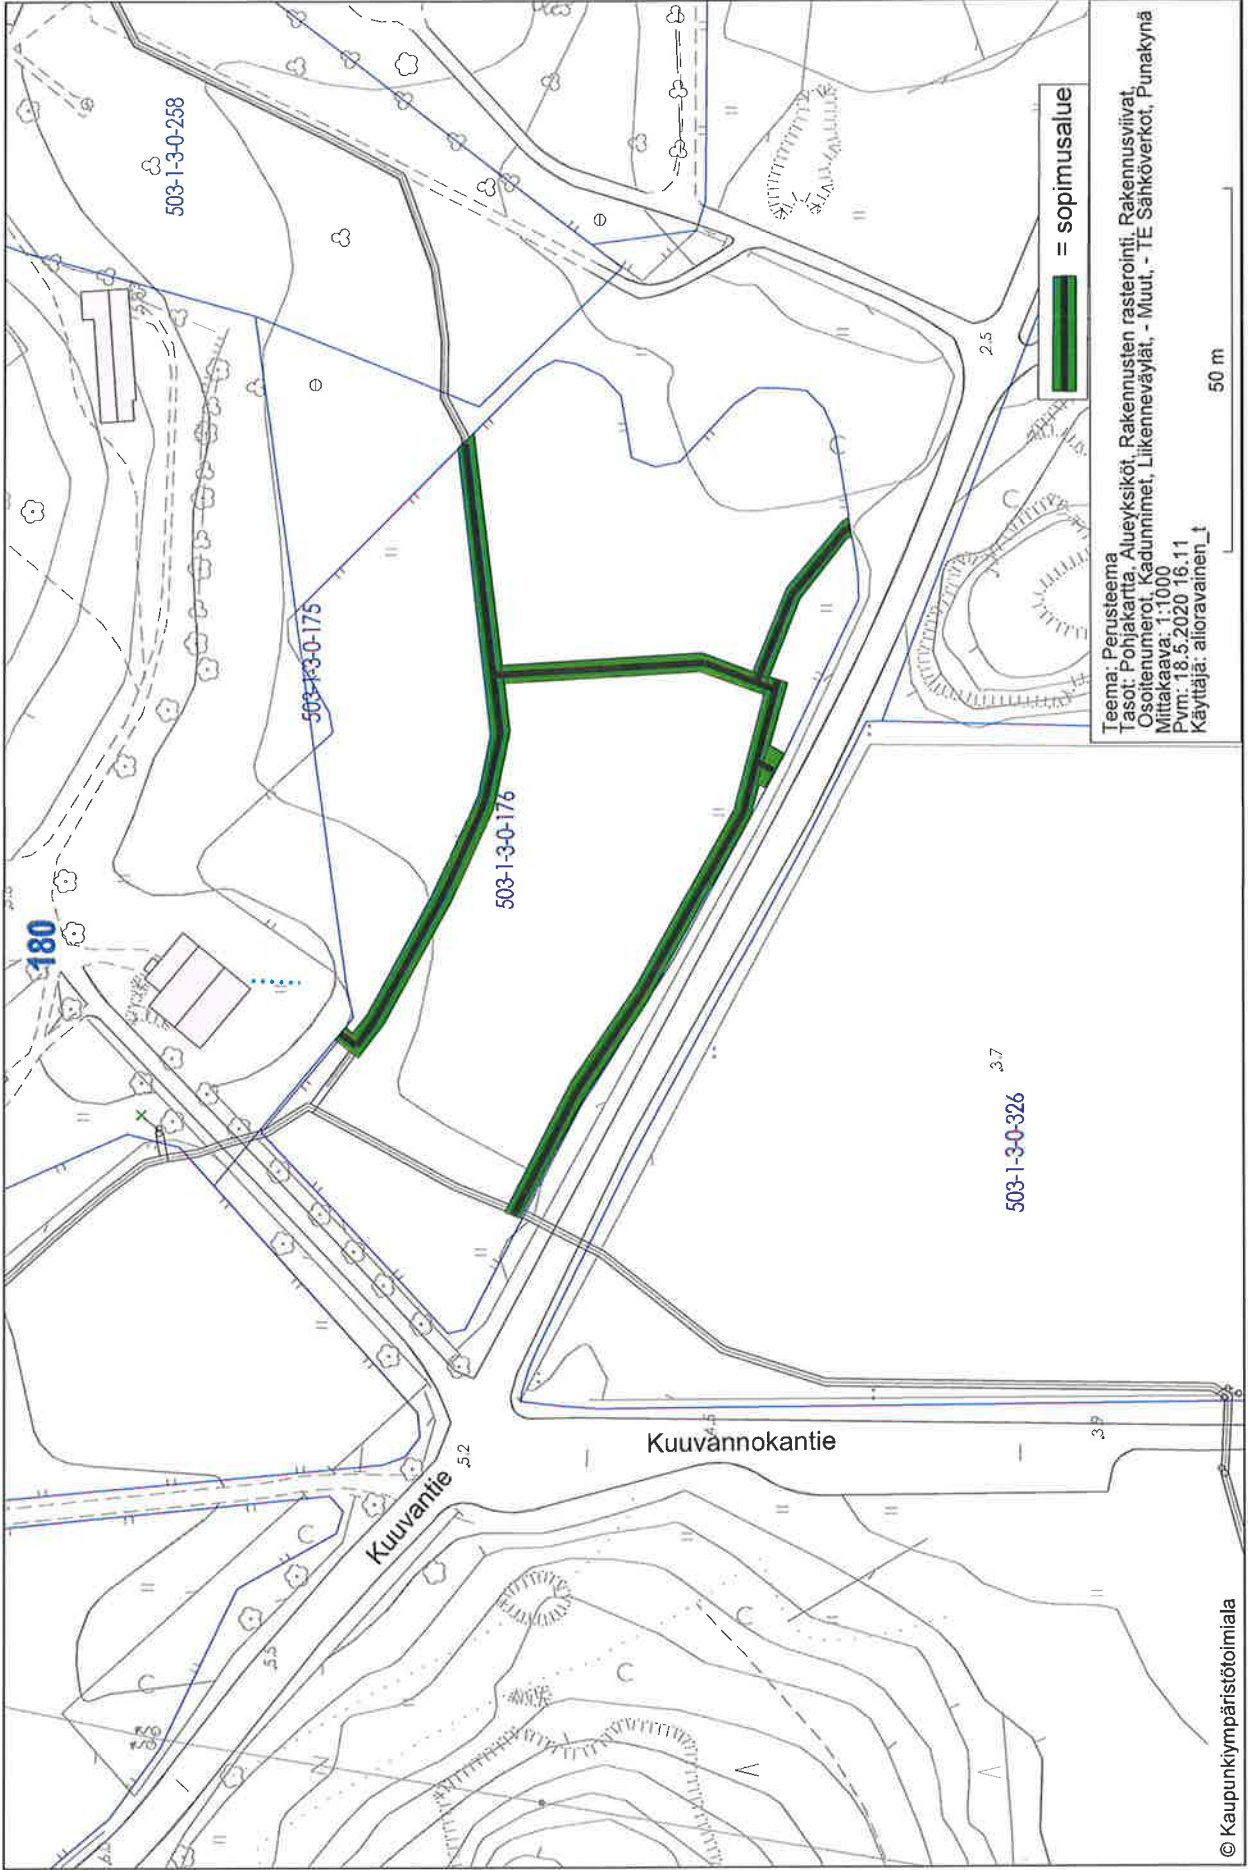 503-1-3-0-258
503-1-3-0-175
503-1-3-0-176
503-1-3-0-326
180
Kuuvantie
Kuuvannokantie
5.2
4.5
3.9
3.7
2.5
5.5
= sopimusalue
Teema: Perusteema
Tasot: Pohjakartta, Alueyksiköt, Rakennusten rasterointi, Rakennusviivat,
Osoitenumerot, Kadunnimet, Liikenneväylät, - Muut, - TE Sähköverkot, Punakynä
Mittakaava: 1:1000
Pvm: 18.5.2020 16.11
Käyttäjä: alloravainen_t
50 m
© Kaupunkiympäristötoimiala